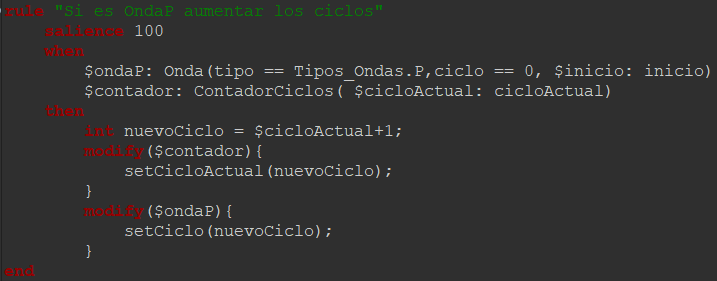 rule "Si es OndaP aumentar los ciclos"
salience 100
when
$ondaP: Onda(tipo == Tipos_Ondas.P,ciclo == 0, $inicio: inicio)
$contador: ContadorCiclos( $cicloActual: cicloActual)
then
int nuevoCiclo = $cicloActual+1;
modify($contador){
setCicloActual(nuevoCiclo);
}
modify($ondaP){
setCiclo(nuevoCiclo);
}
end